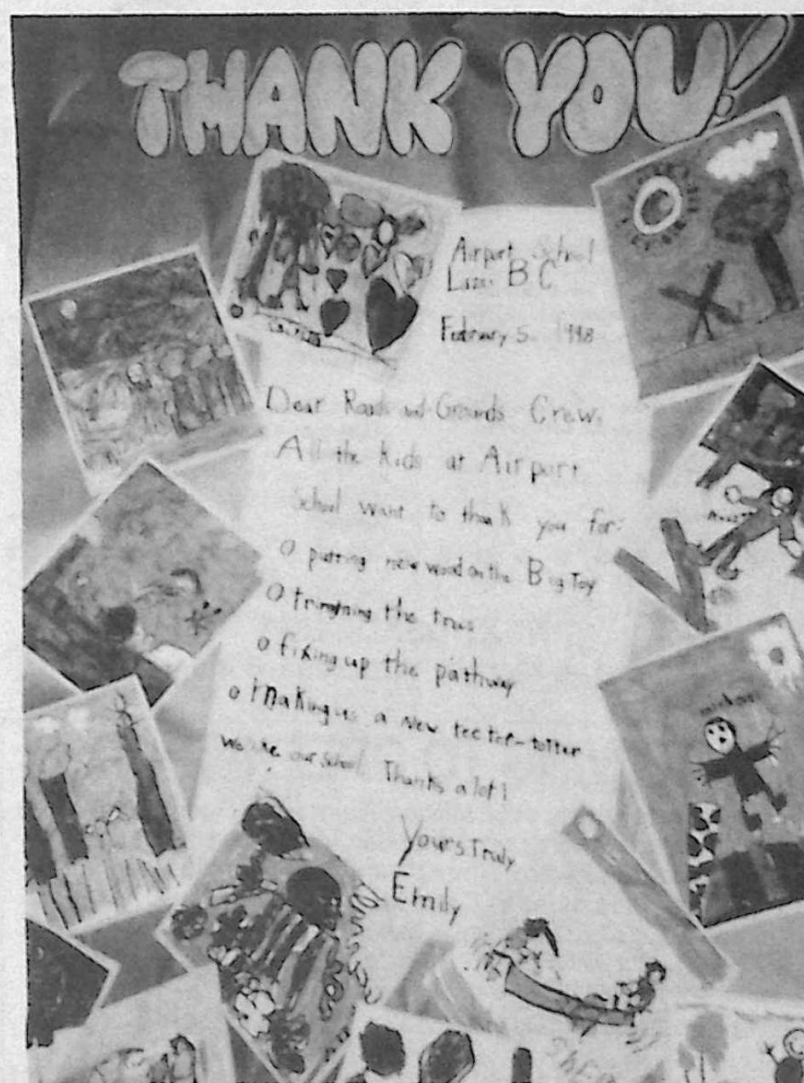 THANK YOU!
Airport School
Lazo B C
February 5 1998
Dear Roads and Grounds Crew,
All the kids at Airport
School want to thank you for:
o putting new wood on the Big Toy
o trimming the trees
o fixing up the pathway
o Making us a new teeter-totter
We like our school. Thanks a lot!
Yours Truly
Emily
michael